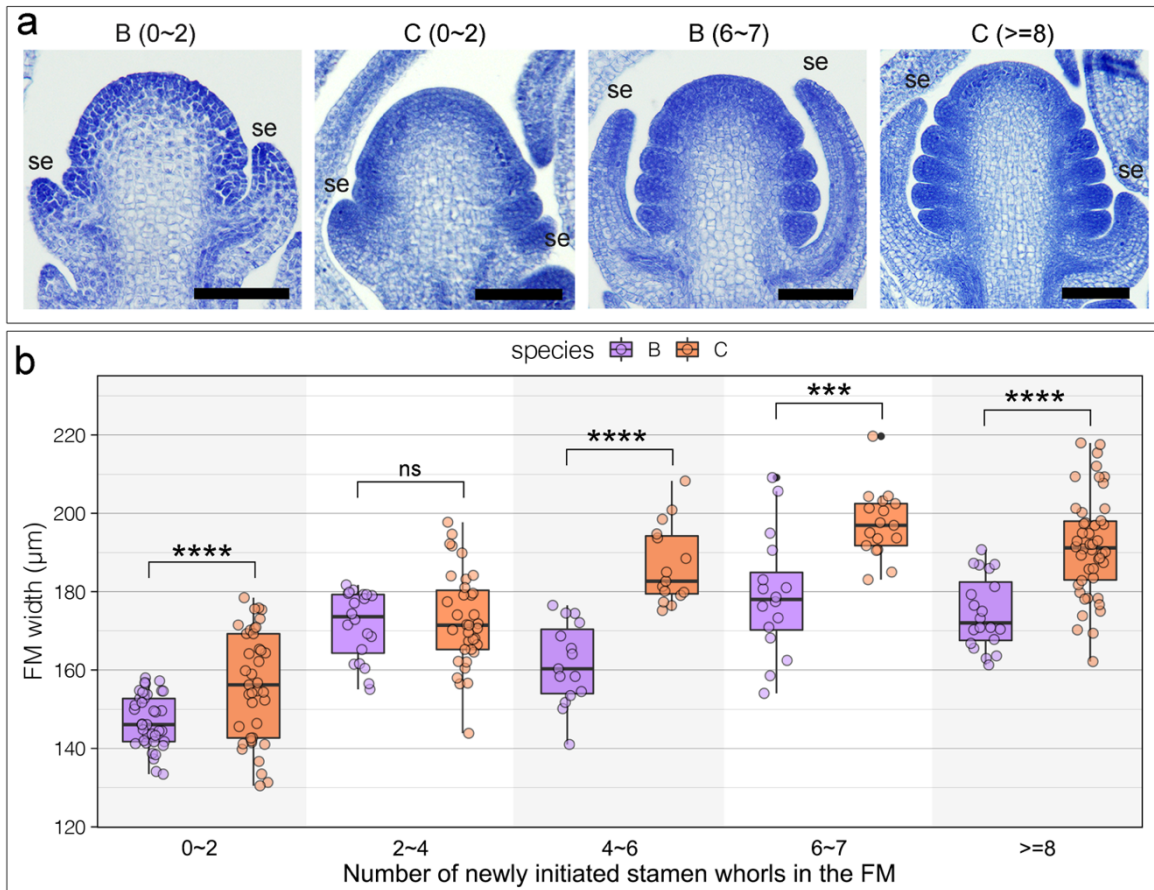 a
B (0~2)
C (0~2)
B (6~7)
C (>=8)
se
se
se
se
se
se
se
se
b
species B C
FM width (µm)
220
200
180
160
140
120
****
ns
****
***
****
0~2
2~4
4~6
6~7
>=8
Number of newly initiated stamen whorls in the FM